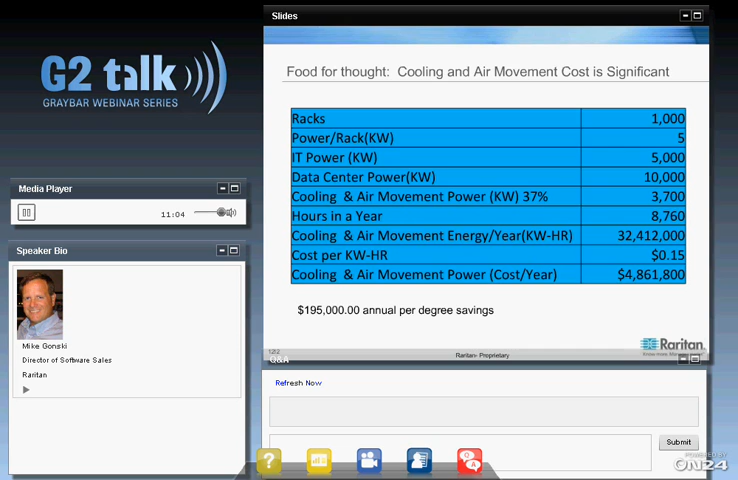 G2 talk
GRAYBAR WEBINAR SERIES
Media Player
11:04
Speaker Bio
Mike Gonski
Director of Software Sales
Raritan
Slides
Food for thought: Cooling and Air Movement Cost is Significant
Racks 1,000
Power/Rack(KW) 5
IT Power (KW) 5,000
Data Center Power(KW) 10,000
Cooling & Air Movement Power (KW) 37% 3,700
Hours in a Year 8,760
Cooling & Air Movement Energy/Year(KW-HR) 32,412,000
Cost per KW-HR $0.15
Cooling & Air Movement Power (Cost/Year) $4,861,800
$195,000.00 annual per degree savings
Raritan- Proprietary
Raritan.
Q&A
Refresh Now
Submit
?
Q A
POWERED BY
ON24